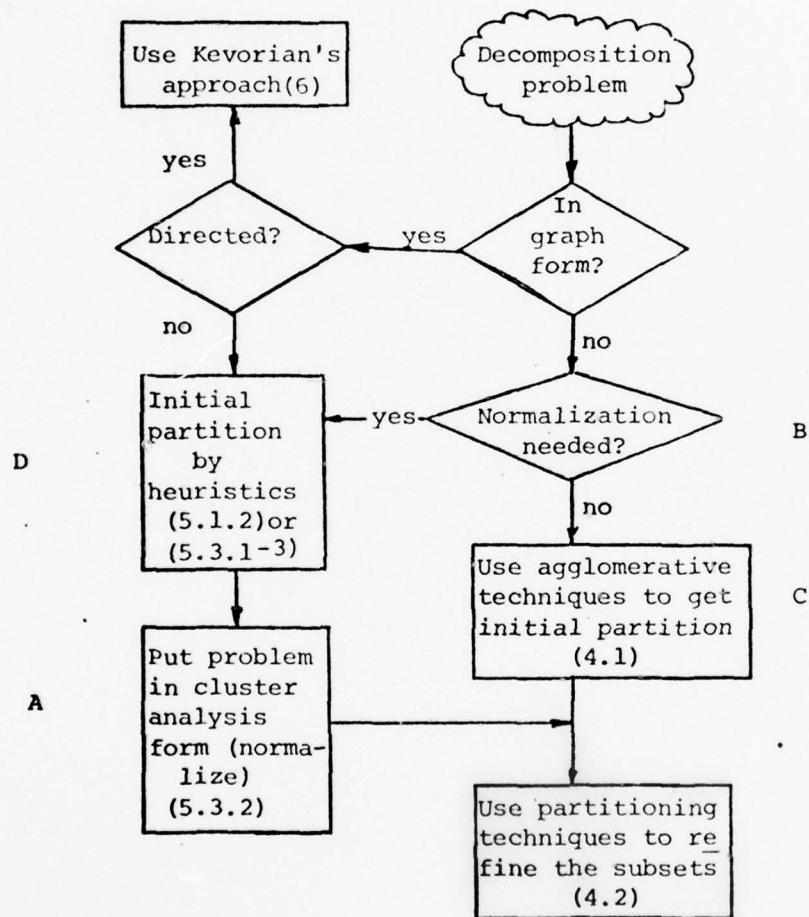 Use Kevorian's
approach(6)
Decomposition
problem
yes
Directed?
yes
In
graph
form?
no
no
Initial
partition
by
heuristics
(5.1.2)or
(5.3.1-3)
yes
Normalization
needed?
B
D
no
Use agglomerative
techniques to get
initial partition
(4.1)
C
A
Put problem
in cluster
analysis
form (norma-
lize)
(5.3.2)
Use partitioning
techniques to re
fine the subsets
(4.2)